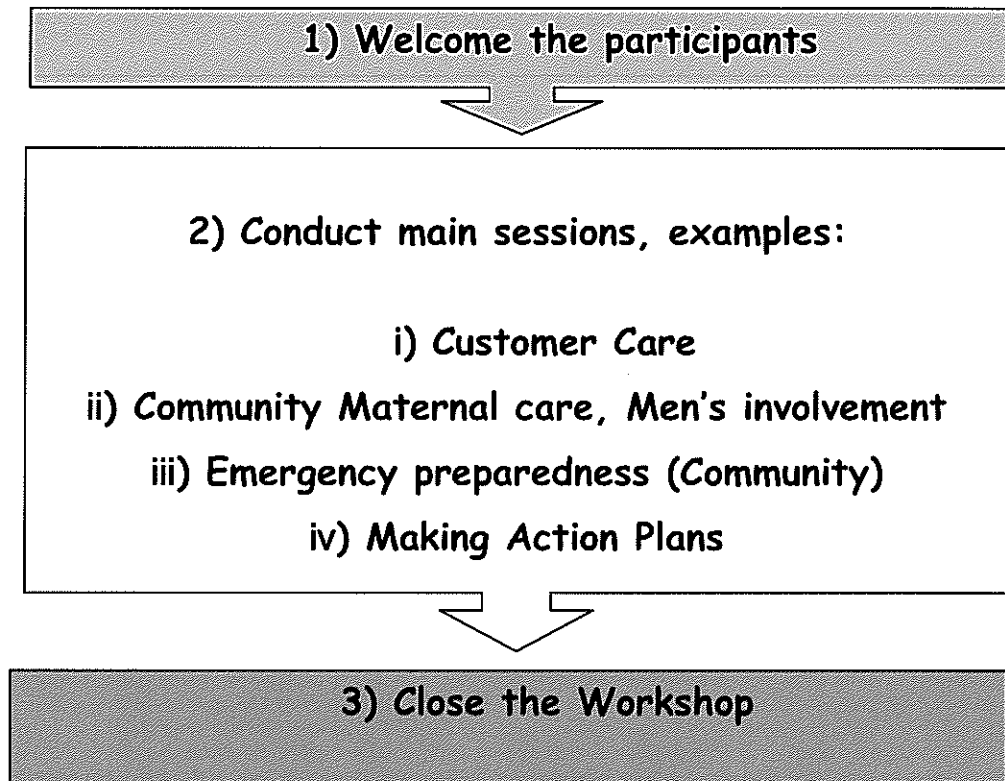 1) Welcome the participants
2) Conduct main sessions, examples:
i) Customer Care
ii) Community Maternal care, Men's involvement
iii) Emergency preparedness (Community)
iv) Making Action Plans
3) Close the Workshop